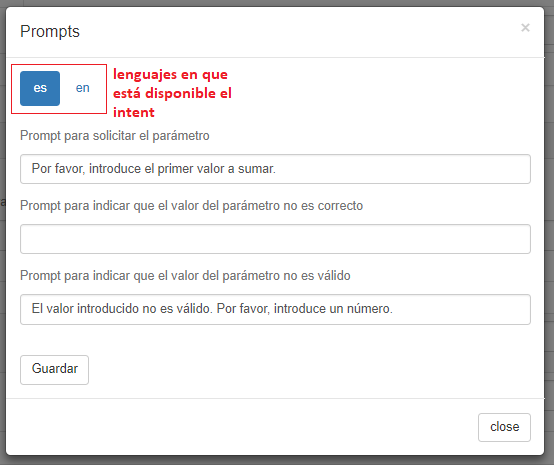 Prompts
×
es
en
lenguajes en que
está disponible el
intent
Prompt para solicitar el parámetro
Por favor, introduce el primer valor a sumar.
Prompt para indicar que el valor del parámetro no es correcto
Prompt para indicar que el valor del parámetro no es válido
El valor introducido no es válido. Por favor, introduce un número.
Guardar
close